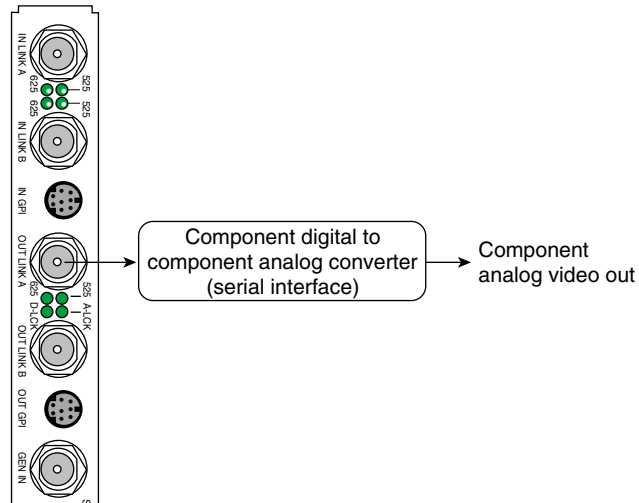 IN LINK A
625
525
625
525
IN LINK B
IN GPI
OUT LINK A
625
525
D-LCK
A-LCK
OUT LINK B
OUT GPI
GEN IN
Component digital to
component analog converter
(serial interface)
Component
analog video out